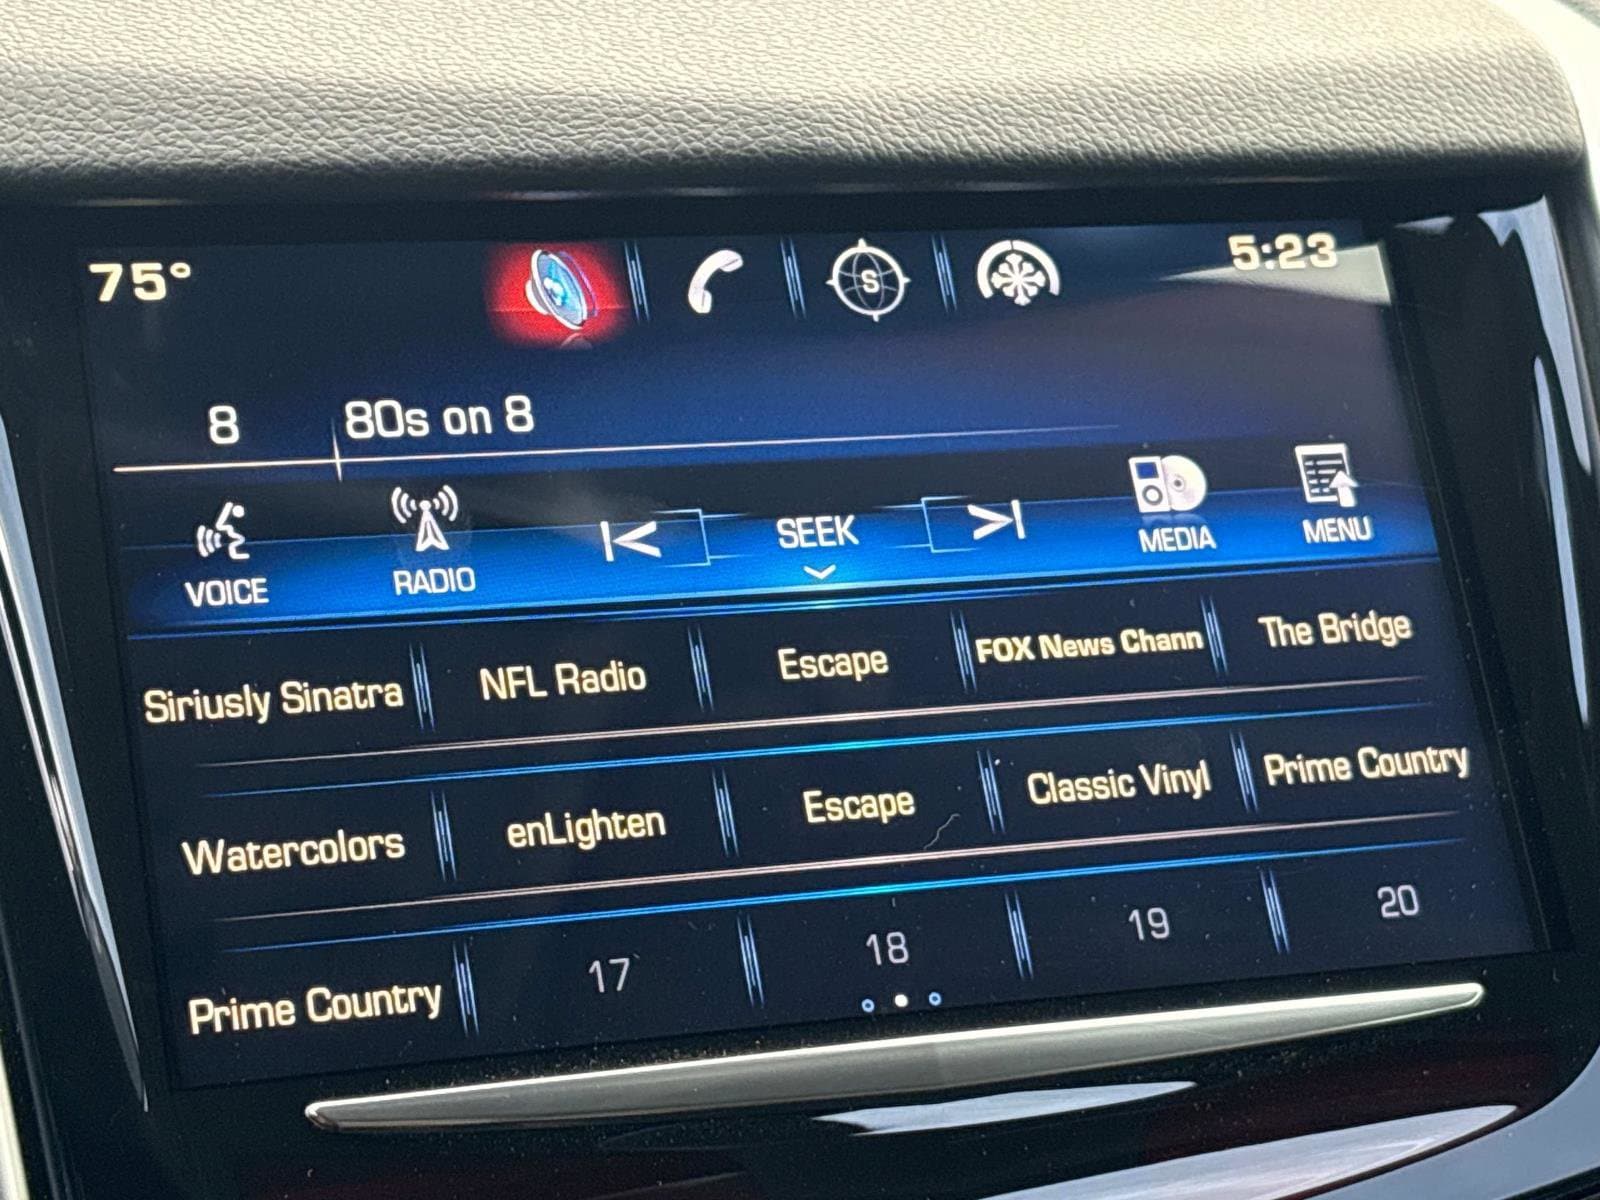 75° 5:23
S
8 80s on 8
VOICE RADIO SEEK MEDIA MENU
Siriusly Sinatra NFL Radio Escape FOX News Chann The Bridge
Watercolors enLighten Escape Classic Vinyl Prime Country
Prime Country 17 18 19 20